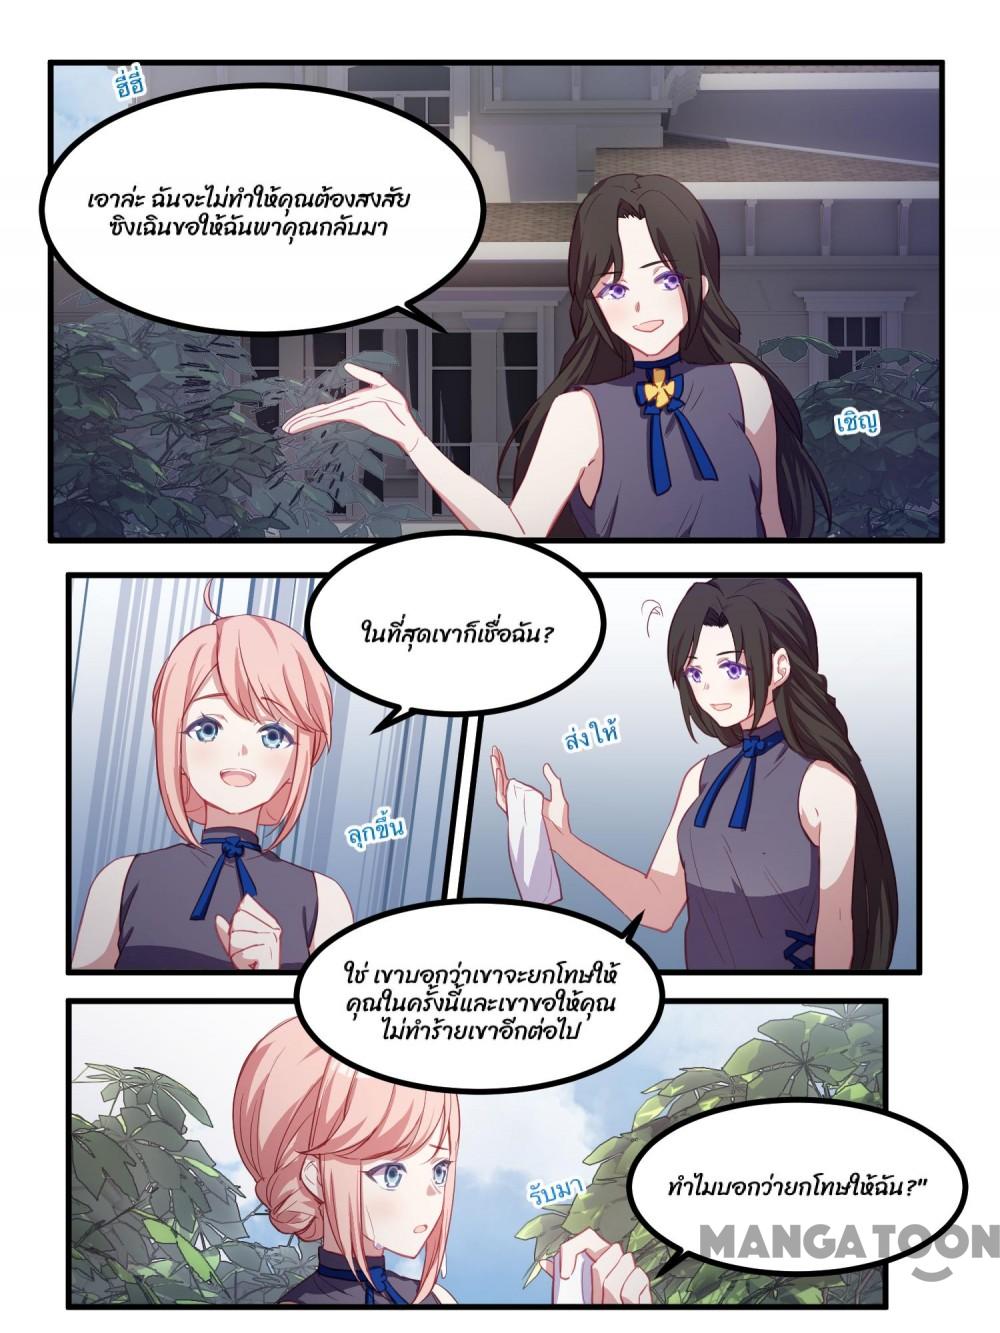 ฮี่ฮี่
เอาล่ะ ฉันจะไม่ทำให้คุณต้องสงสัย
ซิงเฉินขอให้ฉันพาคุณกลับมา
เชิญ
ในที่สุดเขาก็เชื่อฉัน?
ส่งให้
ลุกขึ้น
ใช่ เขาบอกว่าเขาจะยกโทษให้
คุณในครั้งนี้และเขาขอให้คุณ
ไม่ทำร้ายเขาอีกต่อไป
รับมา
ทำไมบอกว่ายกโทษให้ฉัน?"
MANGATOON